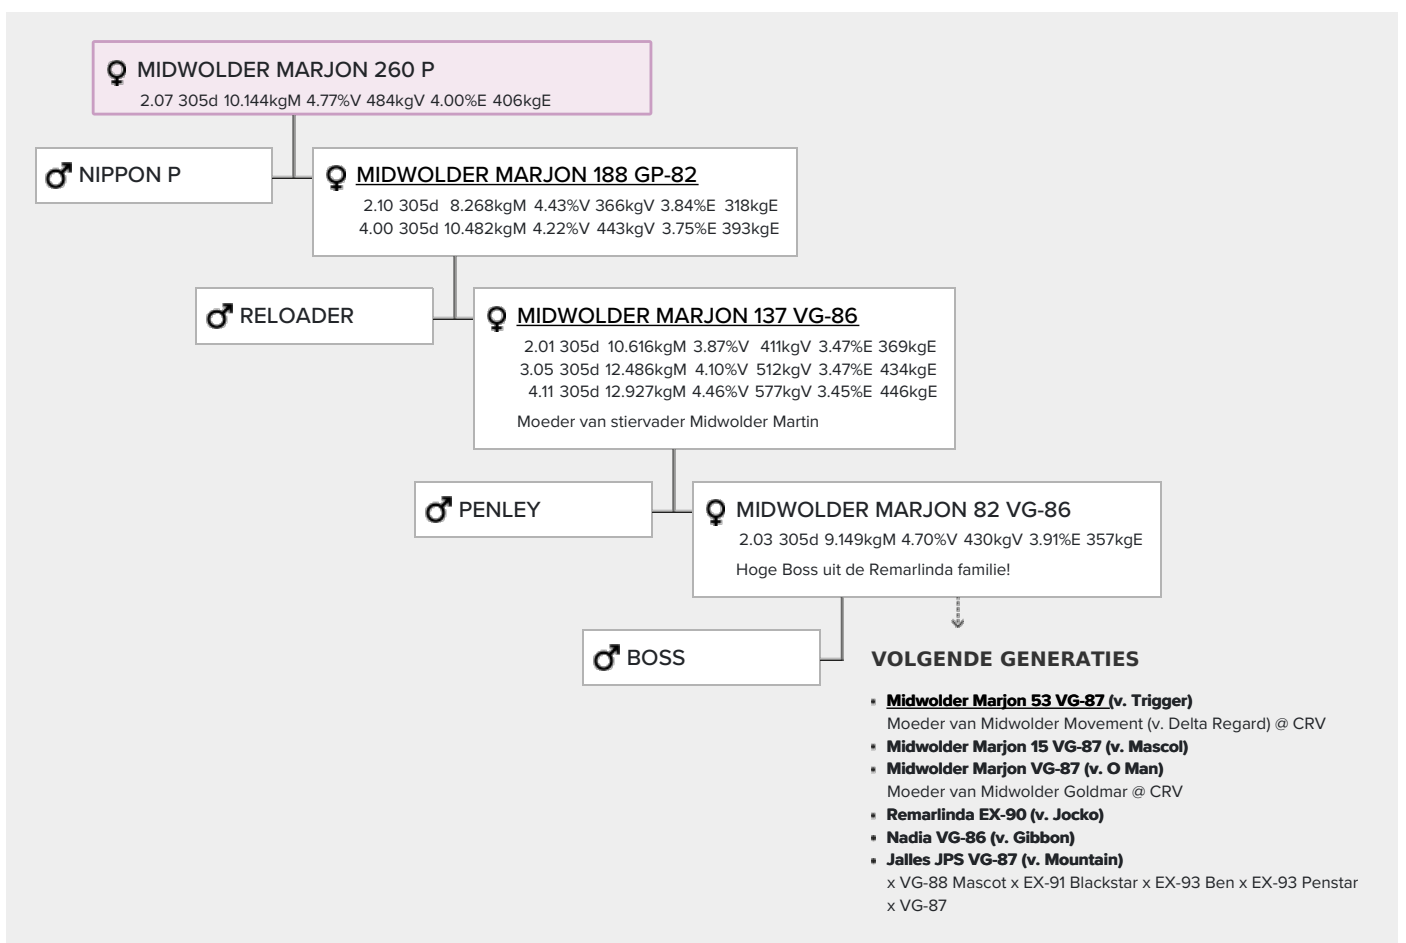 MIDWOLDER MARJON 260 P
2.07 305d 10.144kgM 4.77%V 484kgV 4.00%E 406kgE
NIPPON P
MIDWOLDER MARJON 188 GP-82
2.10 305d 8.268kgM 4.43%V 366kgV 3.84%E 318kgE
4.00 305d 10.482kgM 4.22%V 443kgV 3.75%E 393kgE
RELOADER
MIDWOLDER MARJON 137 VG-86
2.01 305d 10.616kgM 3.87%V 411kgV 3.47%E 369kgE
3.05 305d 12.486kgM 4.10%V 512kgV 3.47%E 434kgE
4.11 305d 12.927kgM 4.46%V 577kgV 3.45%E 446kgE
Moeder van stiervader Midwolder Martin
PENLEY
MIDWOLDER MARJON 82 VG-86
2.03 305d 9.149kgM 4.70%V 430kgV 3.91%E 357kgE
Hoge Boss uit de Remarlinda familie!
BOSS
VOLGENDE GENERATIES
Midwolder Marjon 53 VG-87 (v. Trigger)
Moeder van Midwolder Movement (v. Delta Regard) @ CRV
Midwolder Marjon 15 VG-87 (v. Mascol)
Midwolder Marjon VG-87 (v. O Man)
Moeder van Midwolder Goldmar @ CRV
Remarlinda EX-90 (v. Jocko)
Nadia VG-86 (v. Gibbon)
Jalles JPS VG-87 (v. Mountain)
x VG-88 Mascot x EX-91 Blackstar x EX-93 Ben x EX-93 Penstar
x VG-87